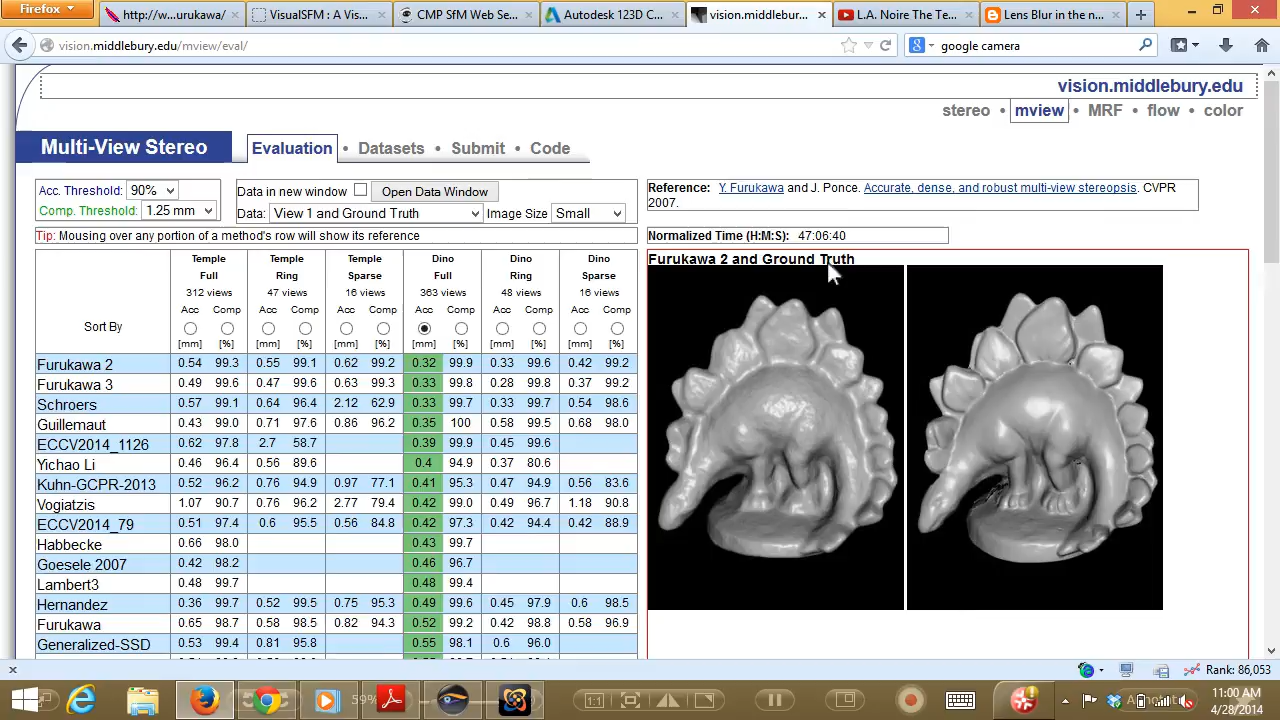 Firefox
http://w...urukawa/
VisualSFM : A Vis...
CMP SfM Web Se...
Autodesk 123D C...
vision.middlebury...
L.A. Noire The Te...
Lens Blur in the n...
vision.middlebury.edu/mview/eval/
google camera
vision.middlebury.edu
stereo • mview • MRF • flow • color
Multi-View Stereo
Evaluation • Datasets • Submit • Code
Acc. Threshold: 90%
Comp. Threshold: 1.25 mm
Data in new window Open Data Window
Data: View 1 and Ground Truth Image Size Small
Reference: Y. Furukawa and J. Ponce. Accurate, dense, and robust multi-view stereopsis. CVPR
2007.
Tip: Mousing over any portion of a method's row will show its reference
Normalized Time (H:M:S): 47:06:40
Furukawa 2 and Ground Truth
Temple Temple Temple Dino Dino Dino
Full Ring Sparse Full Ring Sparse
312 views 47 views 16 views 363 views 48 views 16 views
Acc Comp Acc Comp Acc Comp Acc Comp Acc Comp Acc Comp
Sort By
[mm] [%] [mm] [%] [mm] [%] [mm] [%] [mm] [%] [mm] [%]
Furukawa 2 0.54 99.3 0.55 99.1 0.62 99.2 0.32 99.9 0.33 99.6 0.42 99.2
Furukawa 3 0.49 99.6 0.47 99.6 0.63 99.3 0.33 99.8 0.28 99.8 0.37 99.2
Schroers 0.57 99.1 0.64 96.4 2.12 62.9 0.33 99.7 0.33 99.7 0.54 98.6
Guillemaut 0.43 99.0 0.71 97.6 0.86 96.2 0.35 100 0.58 99.5 0.68 98.0
ECCV2014_1126 0.62 97.8 2.7 58.7 0.39 99.9 0.45 99.6
Yichao Li 0.46 96.4 0.56 89.6 0.4 94.9 0.37 80.6
Kuhn-GCPR-2013 0.52 96.2 0.76 94.9 0.97 77.1 0.41 95.3 0.47 94.9 0.56 83.6
Vogiatzis 1.07 90.7 0.76 96.2 2.77 79.4 0.42 99.0 0.49 96.7 1.18 90.8
ECCV2014_79 0.51 97.4 0.6 95.5 0.56 84.8 0.42 97.3 0.42 94.4 0.42 88.9
Habbecke 0.66 98.0 0.43 99.7
Goesele 2007 0.42 98.2 0.46 96.7
Lambert3 0.48 99.7 0.48 99.4
Hernandez 0.36 99.7 0.52 99.5 0.75 95.3 0.49 99.6 0.45 97.9 0.6 98.5
Furukawa 0.65 98.7 0.58 98.5 0.82 94.3 0.52 99.2 0.42 98.8 0.58 96.9
Generalized-SSD 0.53 99.4 0.81 95.8 0.55 98.1 0.6 96.0
Rank: 86,053
59%
1:1
11:00 AM
4/28/2014